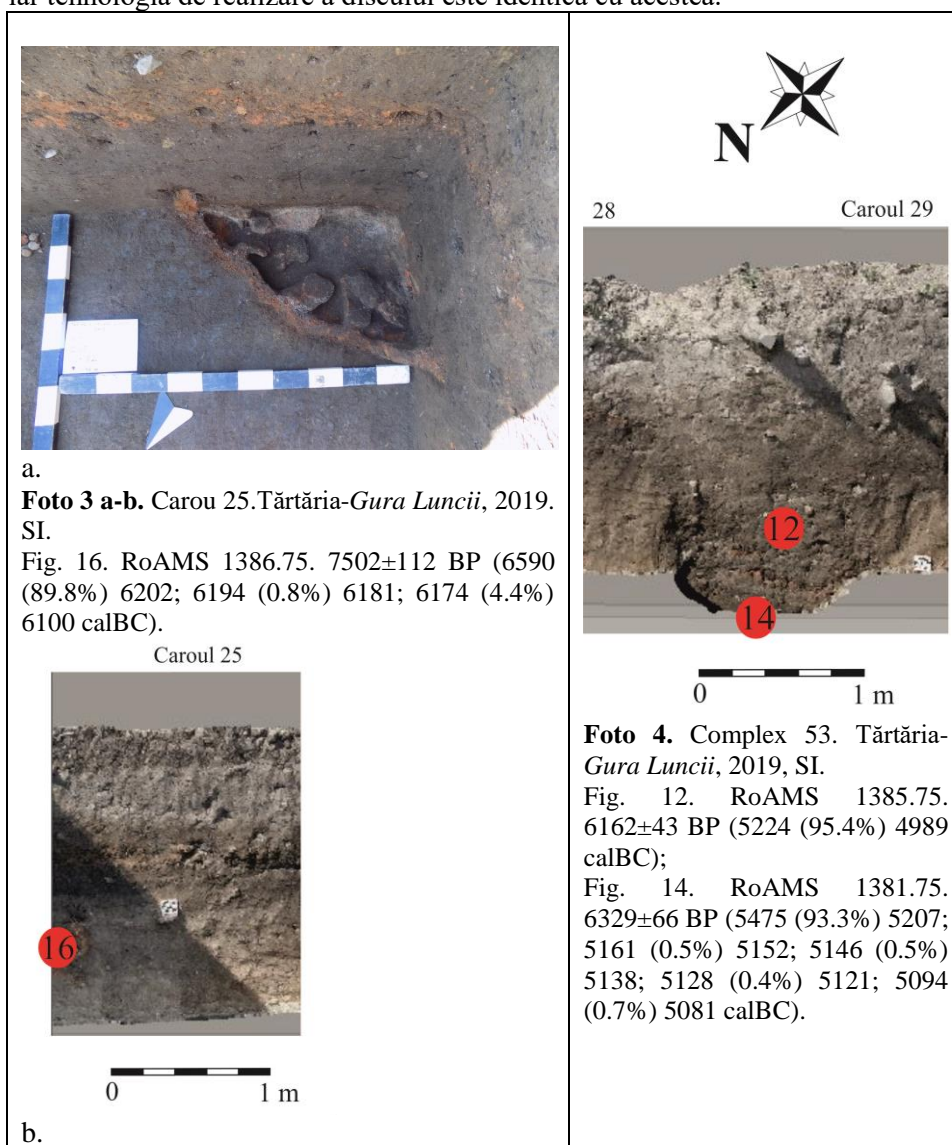 iar tehnologia de realizare a discului este identică cu acestea.
a.
Foto 3 a-b. Carou 25.Tărtăria-Gura Luncii, 2019.
SI.
Fig. 16. RoAMS 1386.75. 7502±112 BP (6590
(89.8%) 6202; 6194 (0.8%) 6181; 6174 (4.4%)
6100 calBC).
Caroul 25
16
0 1 m
b.
N
28 Caroul 29
12
14
0 1 m
Foto 4. Complex 53. Tărtăria-
Gura Luncii, 2019, SI.
Fig. 12. RoAMS 1385.75.
6162±43 BP (5224 (95.4%) 4989
calBC);
Fig. 14. RoAMS 1381.75.
6329±66 BP (5475 (93.3%) 5207;
5161 (0.5%) 5152; 5146 (0.5%)
5138; 5128 (0.4%) 5121; 5094
(0.7%) 5081 calBC).